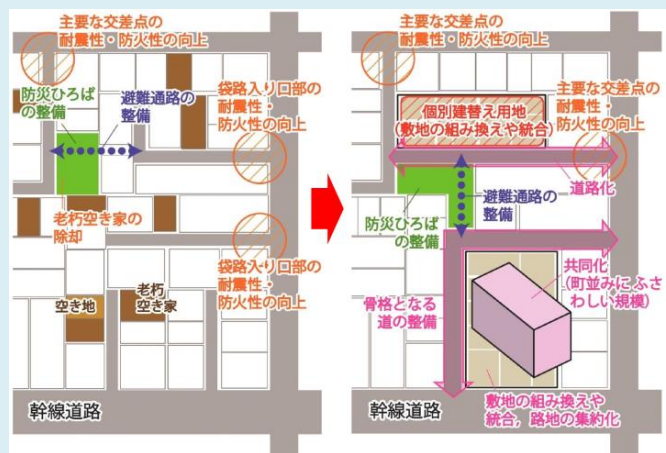 主要な交差点の
耐震性・防火性の向上
防災ひろば
の整備
避難通路の
整備
袋路入り口部の
耐震性・
防火性の向上
老朽空き家の
除却
袋路入り口部の
耐震性・
防火性の向上
空き地
老朽
空き家
幹線道路
主要な交差点の
耐震性・防火性の向上
個別建替え用地
(敷地の組み換えや統合)
主要な交差点の
耐震性・
防火性の向上
道路化
避難通路の
整備
防災ひろば
の整備
共同化
(町並みに ふさ
わしい規模)
骨格となる
道の整備
敷地の組み換えや
統合，路地の集約化
幹線道路